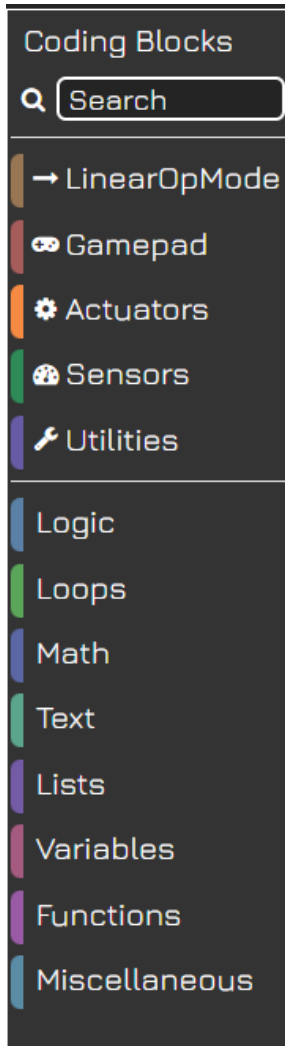 Coding Blocks
Search
LinearOpMode
Gamepad
Actuators
Sensors
Utilities
Logic
Loops
Math
Text
Lists
Variables
Functions
Miscellaneous